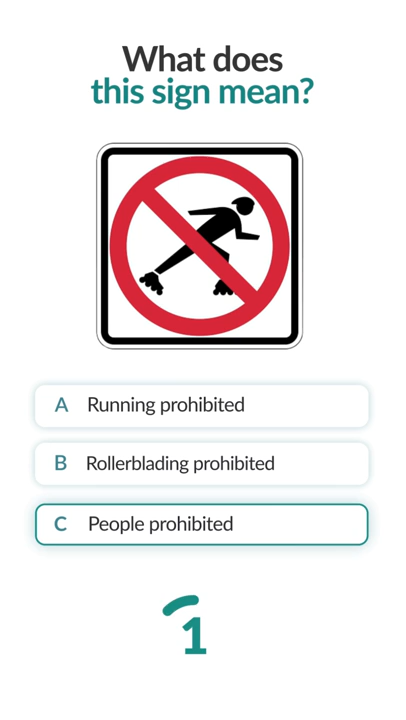 What does
this sign mean?
A Running prohibited
B Rollerblading prohibited
C People prohibited
1